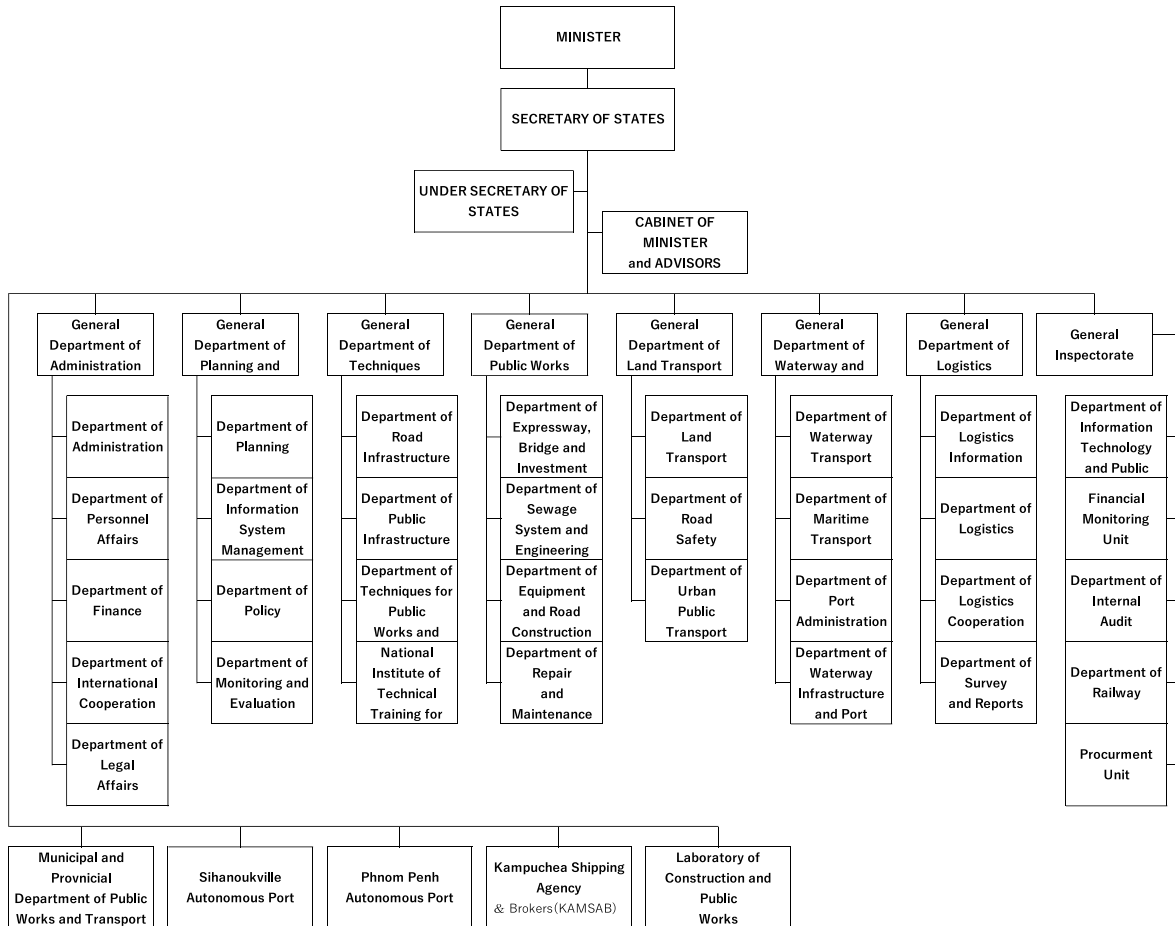 MINISTER
SECRETARY OF STATES
UNDER SECRETARY OF
STATES
CABINET OF
MINISTER
and ADVISORS
General
Department of
Administration
General
Department of
Planning and
General
Department of
Techniques
General
Department of
Public Works
General
Department of
Land Transport
General
Department of
Waterway and
General
Department of
Logistics
General
Inspectorate
Department of
Administration
Department of
Personnel
Affairs
Department of
Finance
Department of
International
Cooperation
Department of
Legal
Affairs
Department of
Planning
Department of
Information
System
Management
Department of
Policy
Department of
Monitoring and
Evaluation
Department of
Road
Infrastructure
Department of
Public
Infrastructure
Department of
Techniques for
Public
Works and
National
Institute of
Technical
Training for
Department of
Expressway,
Bridge and
Investment
Department of
Sewage
System and
Engineering
Department of
Equipment
and Road
Construction
Department of
Repair
and
Maintenance
Department of
Land
Transport
Department of
Road
Safety
Department of
Urban
Public
Transport
Department of
Waterway
Transport
Department of
Maritime
Transport
Department of
Port
Administration
Department of
Waterway
Infrastructure
and Port
Department of
Logistics
Information
Department of
Logistics
Department of
Logistics
Cooperation
Department of
Survey
and Reports
Department of
Information
Technology
and Public
Financial
Monitoring
Unit
Department of
Internal
Audit
Department of
Railway
Procurment
Unit
Municipal and
Provnicial
Department of Public
Works and Transport
Sihanoukville
Autonomous Port
Phnom Penh
Autonomous Port
Kampuchea Shipping
Agency
& Brokers(KAMSAB)
Laboratory of
Construction and
Public
Works